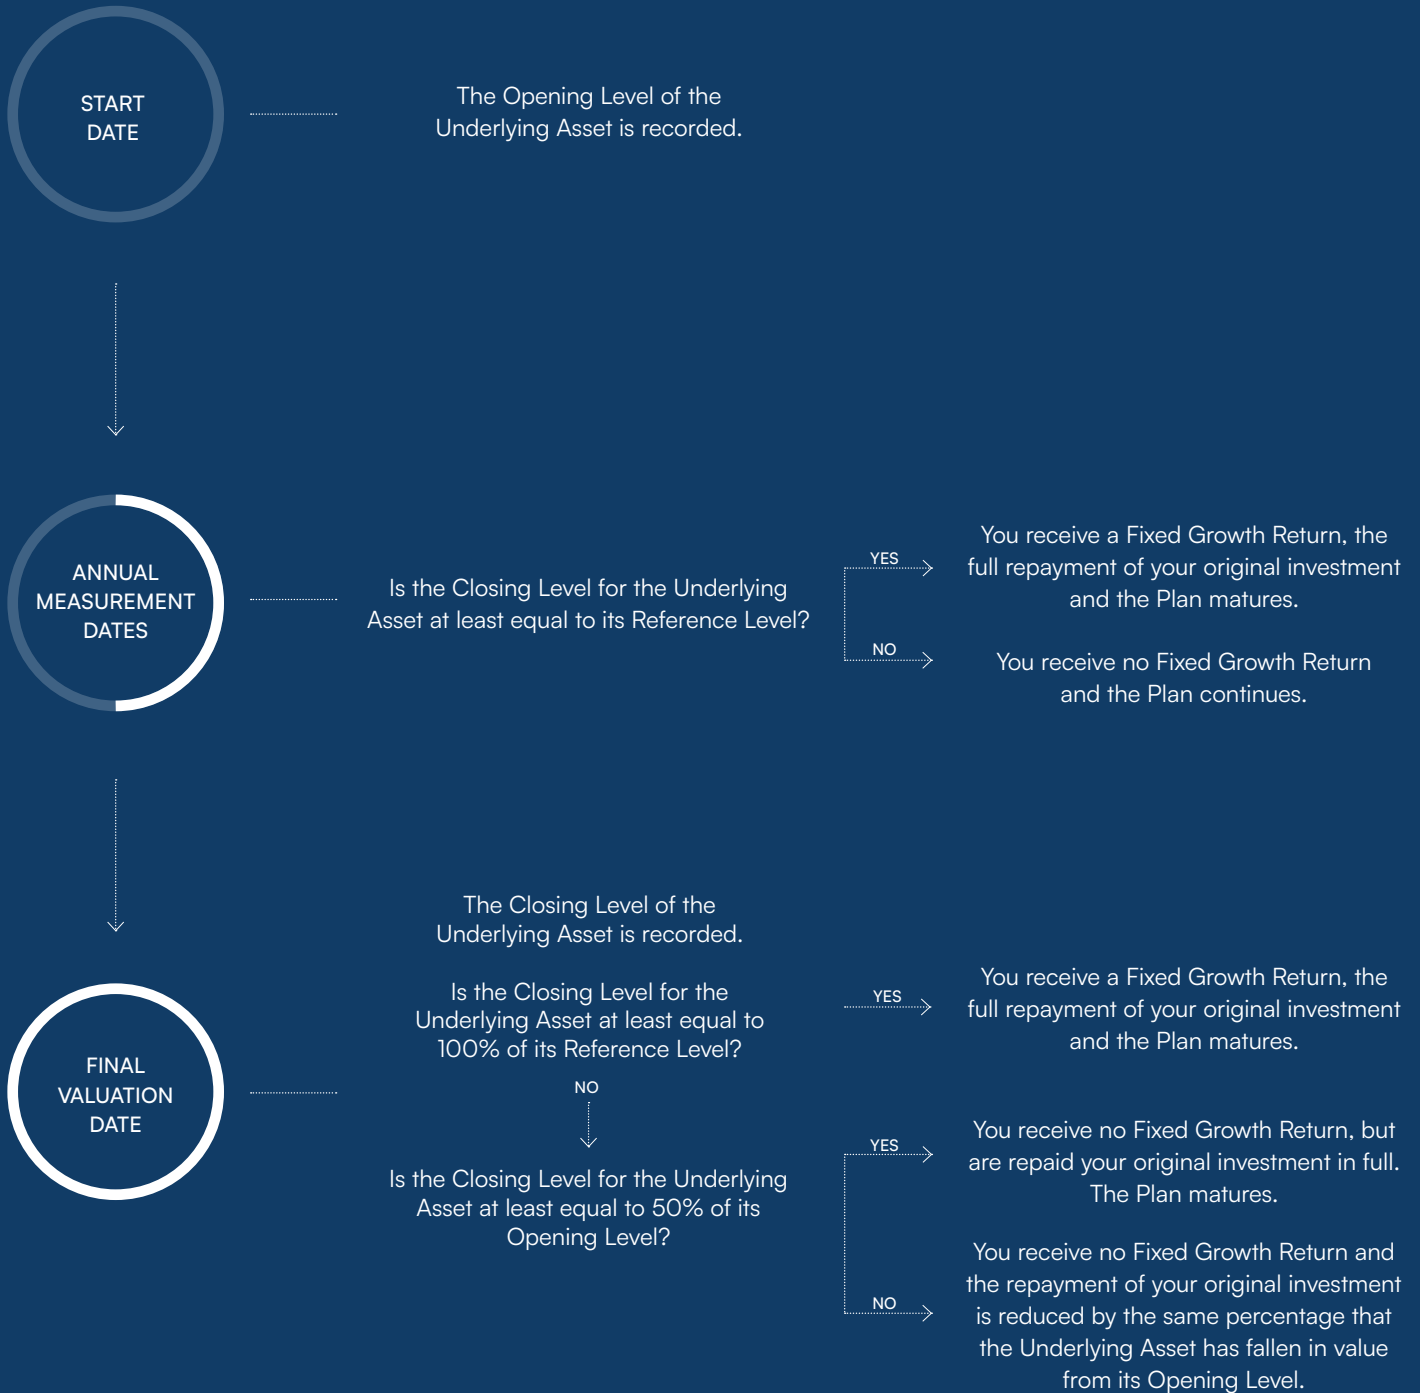 START
DATE
The Opening Level of the
Underlying Asset is recorded.
ANNUAL
MEASUREMENT
DATES
Is the Closing Level for the Underlying
Asset at least equal to its Reference Level?
YES
You receive a Fixed Growth Return, the
full repayment of your original investment
and the Plan matures.
NO
You receive no Fixed Growth Return
and the Plan continues.
FINAL
VALUATION
DATE
The Closing Level of the
Underlying Asset is recorded.
Is the Closing Level for the
Underlying Asset at least equal to
100% of its Reference Level?
YES
You receive a Fixed Growth Return, the
full repayment of your original investment
and the Plan matures.
NO
Is the Closing Level for the Underlying
Asset at least equal to 50% of its
Opening Level?
YES
You receive no Fixed Growth Return, but
are repaid your original investment in full.
The Plan matures.
NO
You receive no Fixed Growth Return and
the repayment of your original investment
is reduced by the same percentage that
the Underlying Asset has fallen in value
from its Opening Level.